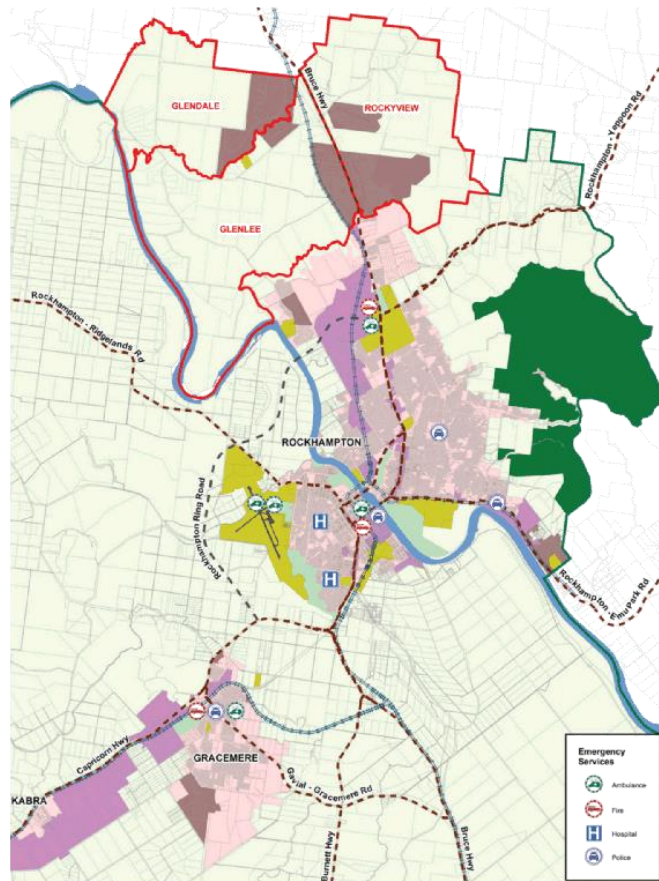 GLENDALE
Bruce Hwy
ROCKYVIEW
Rockhampton - Yeppoon Rd
GLENLEE
Rockhampton - Ridgelands Rd
ROCKHAMPTON
H
Rockhampton Ring Road
H
Rockhampton - Emu Park Rd
Capricorn Hwy
GRACEMERE
KABRA
Gavial - Gracemere Rd
Burnett Hwy
Bruce Hwy
Emergency
Services
Ambulance
Fire
H Hospital
Police